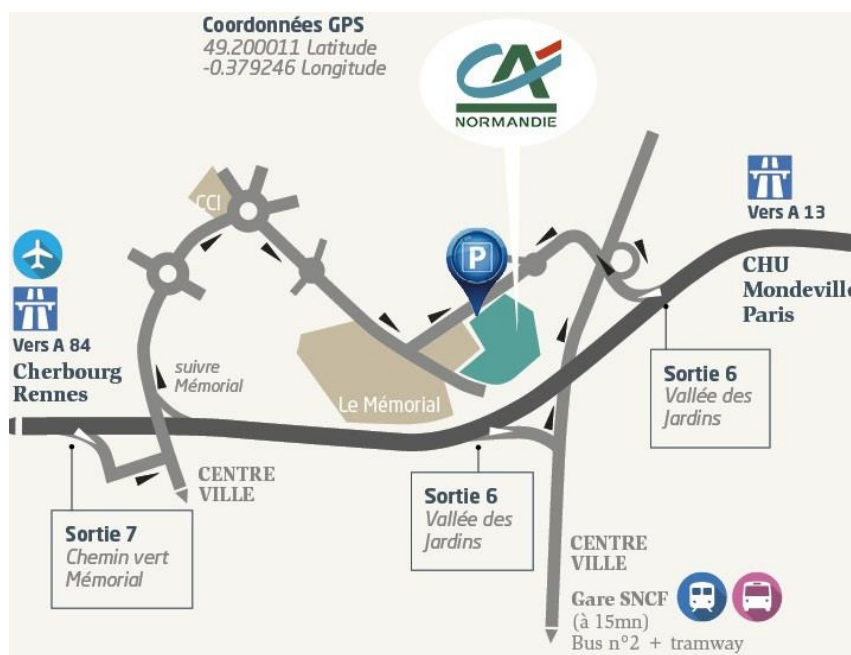 Coordonnées GPS
49.200011 Latitude
-0.379246 Longitude
CA
NORMANDIE
CCI
P
Vers A 13
CHU
Mondeville
Paris
Vers A 84
Cherbourg
Rennes
suivre
Mémorial
Le Mémorial
Sortie 6
Vallée des
Jardins
CENTRE
VILLE
Sortie 6
Vallée des
Jardins
Sortie 7
Chemin vert
Mémorial
CENTRE
VILLE
Gare SNCF
(à 15mn)
Bus n°2 + tramway